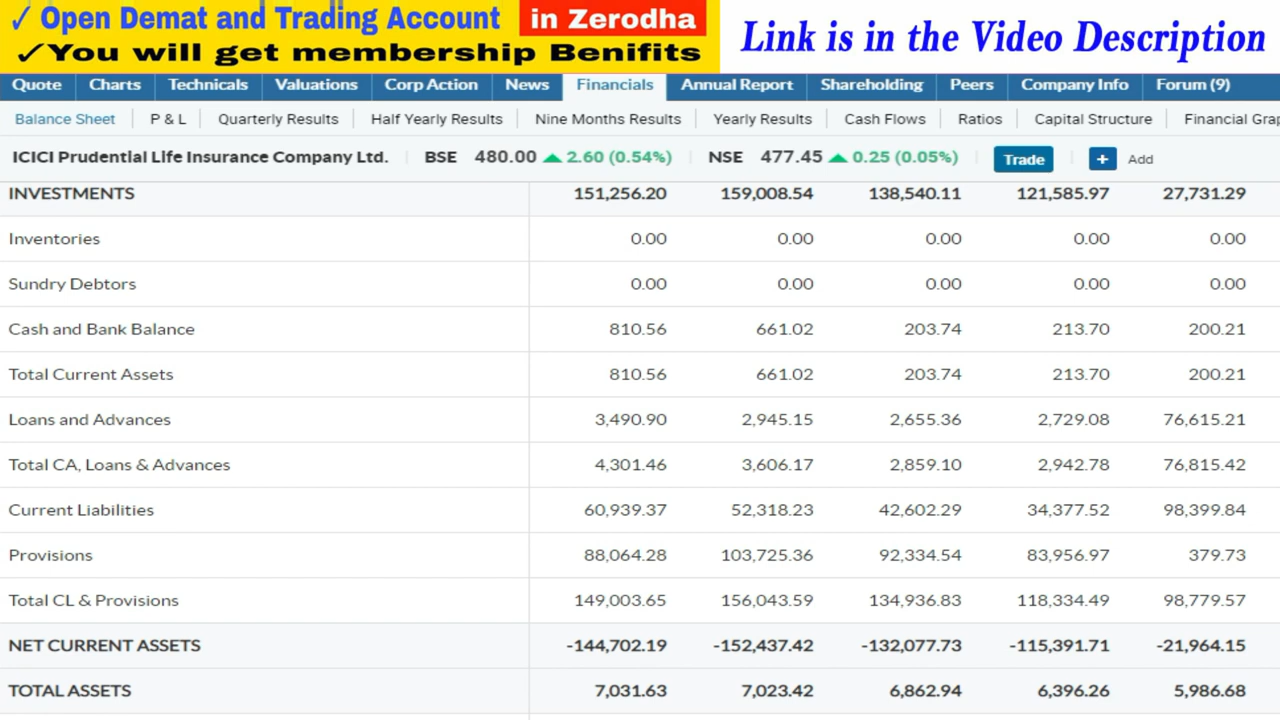 ✓ Open Demat and Trading Account in Zerodha
✓You will get membership Benifits
Link is in the Video Description
Quote Charts Technicals Valuations Corp Action News Financials Annual Report Shareholding Peers Company Info Forum (9)
Balance Sheet P & L Quarterly Results Half Yearly Results Nine Months Results Yearly Results Cash Flows Ratios Capital Structure Financial Grap
ICICI Prudential Life Insurance Company Ltd. BSE 480.00 ▲ 2.60 (0.54%) NSE 477.45 ▲ 0.25 (0.05%) Trade + Add
INVESTMENTS 151,256.20 159,008.54 138,540.11 121,585.97 27,731.29
Inventories 0.00 0.00 0.00 0.00 0.00
Sundry Debtors 0.00 0.00 0.00 0.00 0.00
Cash and Bank Balance 810.56 661.02 203.74 213.70 200.21
Total Current Assets 810.56 661.02 203.74 213.70 200.21
Loans and Advances 3,490.90 2,945.15 2,655.36 2,729.08 76,615.21
Total CA, Loans & Advances 4,301.46 3,606.17 2,859.10 2,942.78 76,815.42
Current Liabilities 60,939.37 52,318.23 42,602.29 34,377.52 98,399.84
Provisions 88,064.28 103,725.36 92,334.54 83,956.97 379.73
Total CL & Provisions 149,003.65 156,043.59 134,936.83 118,334.49 98,779.57
NET CURRENT ASSETS -144,702.19 -152,437.42 -132,077.73 -115,391.71 -21,964.15
TOTAL ASSETS 7,031.63 7,023.42 6,862.94 6,396.26 5,986.68